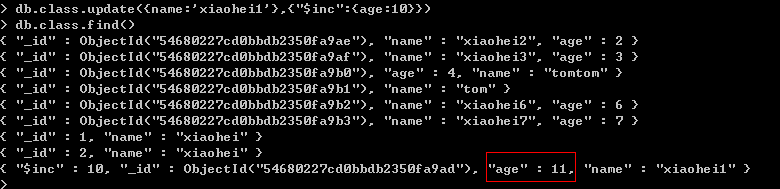 > db.class.update({name:'xiaohei1'},{"$inc":{age:10}})
> db.class.find()
{ "_id" : ObjectId("54680227cd0bbdb2350fa9ae"), "name" : "xiaohei2", "age" : 2 }
{ "_id" : ObjectId("54680227cd0bbdb2350fa9af"), "name" : "xiaohei3", "age" : 3 }
{ "_id" : ObjectId("54680227cd0bbdb2350fa9b0"), "age" : 4, "name" : "tomtom" }
{ "_id" : ObjectId("54680227cd0bbdb2350fa9b1"), "name" : "tom" }
{ "_id" : ObjectId("54680227cd0bbdb2350fa9b2"), "name" : "xiaohei6", "age" : 6 }
{ "_id" : ObjectId("54680227cd0bbdb2350fa9b3"), "name" : "xiaohei7", "age" : 7 }
{ "_id" : 1, "name" : "xiaohei" }
{ "_id" : 2, "name" : "xiaohei" }
{ "$inc" : 10, "_id" : ObjectId("54680227cd0bbdb2350fa9ad"), "age" : 11, "name" : "xiaohei1" }
>